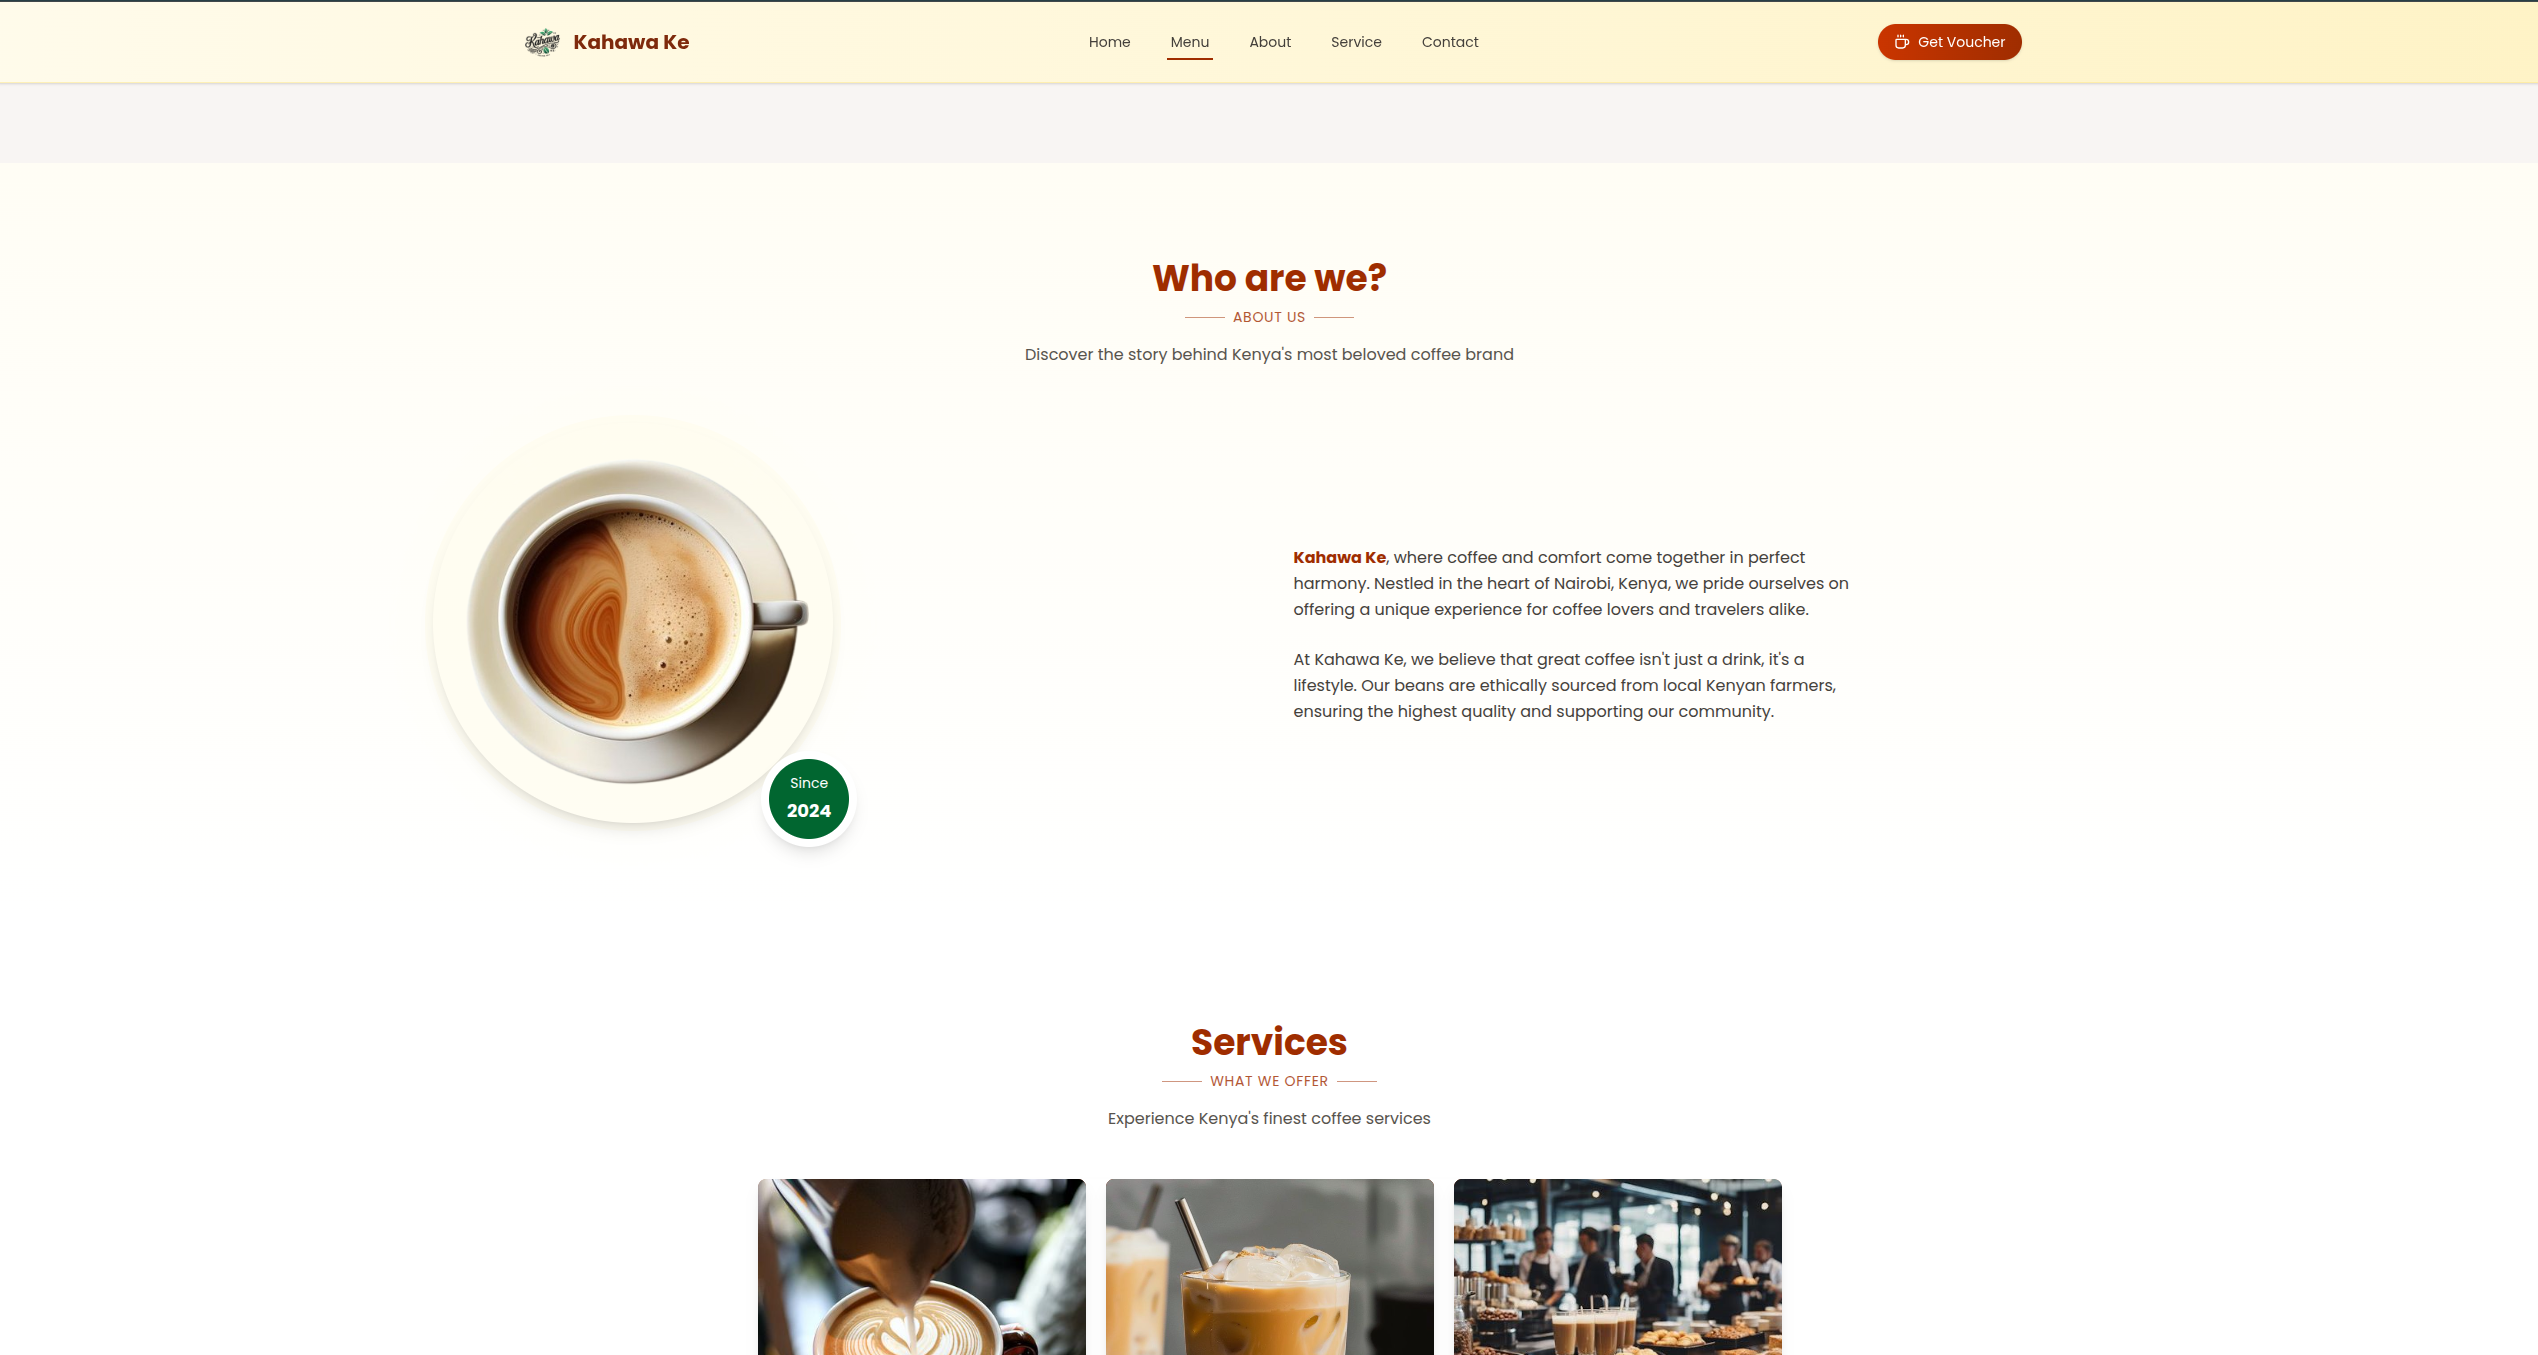 Kahawa
Kahawa Ke
Home
Menu
About
Service
Contact
Get Voucher
Who are we?
ABOUT US
Discover the story behind Kenya's most beloved coffee brand
Kahawa Ke, where coffee and comfort come together in perfect
harmony. Nestled in the heart of Nairobi, Kenya, we pride ourselves on
offering a unique experience for coffee lovers and travelers alike.
At Kahawa Ke, we believe that great coffee isn't just a drink, it's a
lifestyle. Our beans are ethically sourced from local Kenyan farmers,
ensuring the highest quality and supporting our community.
Since
2024
Services
WHAT WE OFFER
Experience Kenya's finest coffee services